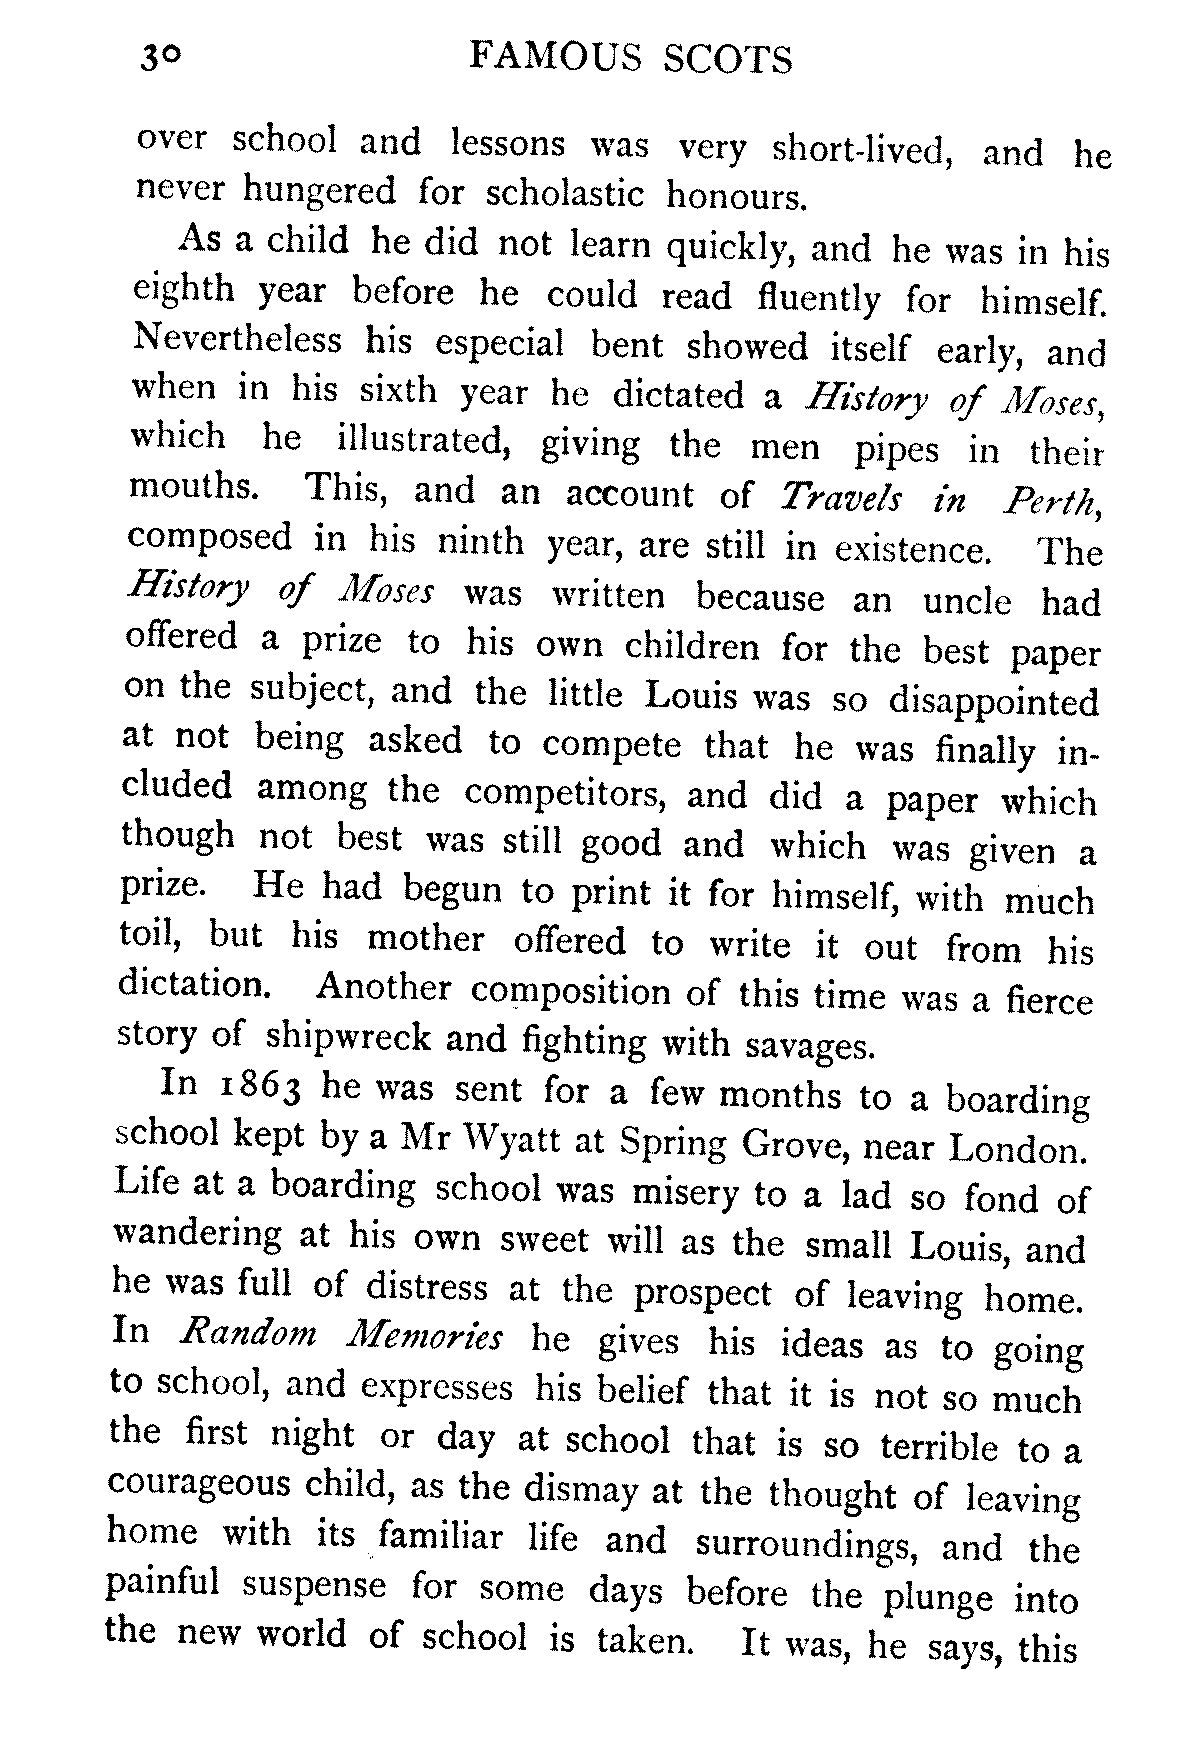 30 FAMOUS SCOTS
over school and lessons was very short-lived, and he
never hungered for scholastic honours.
As a child he did not learn quickly, and he was in his
eighth year before he could read fluently for himself.
Nevertheless his especial bent showed itself early, and
when in his sixth year he dictated a History of Moses,
which he illustrated, giving the men pipes in their
mouths. This, and an account of Travels in Perth,
composed in his ninth year, are still in existence. The
History of Moses was written because an uncle had
offered a prize to his own children for the best paper
on the subject, and the little Louis was so disappointed
at not being asked to compete that he was finally in-
cluded among the competitors, and did a paper which
though not best was still good and which was given a
prize. He had begun to print it for himself, with much
toil, but his mother offered to write it out from his
dictation. Another composition of this time was a fierce
story of shipwreck and fighting with savages.
In 1863 he was sent for a few months to a boarding
school kept by a Mr Wyatt at Spring Grove, near London.
Life at a boarding school was misery to a lad so fond of
wandering at his own sweet will as the small Louis, and
he was full of distress at the prospect of leaving home.
In Random Memories he gives his ideas as to going
to school, and expresses his belief that it is not so much
the first night or day at school that is so terrible to a
courageous child, as the dismay at the thought of leaving
home with its familiar life and surroundings, and the
painful suspense for some days before the plunge into
the new world of school is taken. It was, he says, this